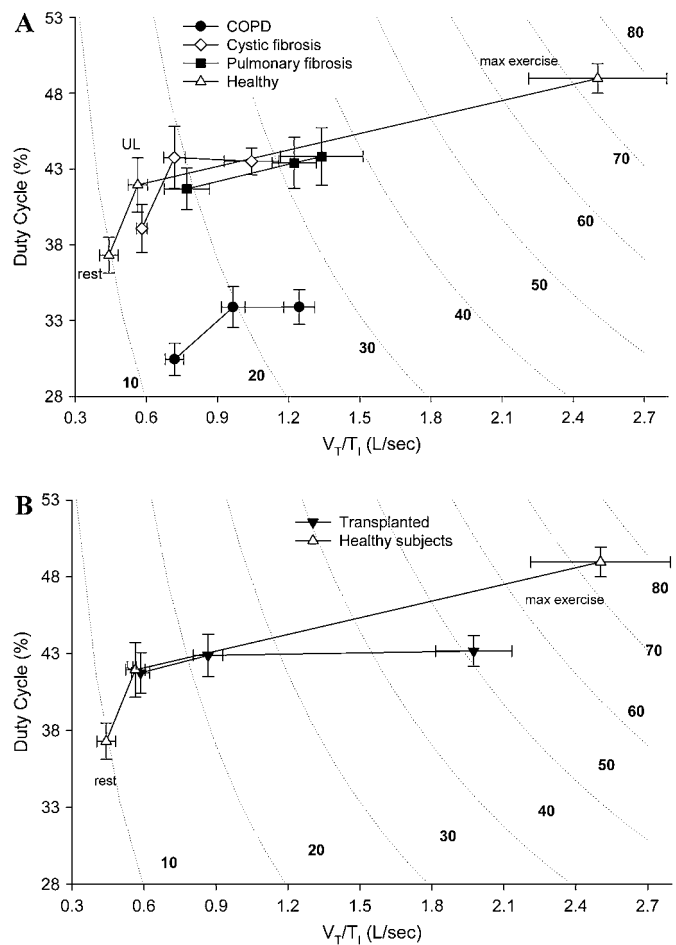 A
COPD
Cystic fibrosis
Pulmonary fibrosis
Healthy
53
48
43
38
33
28
Duty Cycle (%)
80
max exercise
UL
70
60
rest
50
40
30
20
10
0.3 0.6 0.9 1.2 1.5 1.8 2.1 2.4 2.7
VT/TI (L/sec)
B
Transplanted
Healthy subjects
53
48
43
38
33
28
Duty Cycle (%)
max exercise
80
70
60
rest
50
40
30
20
10
0.3 0.6 0.9 1.2 1.5 1.8 2.1 2.4 2.7
VT/TI (L/sec)